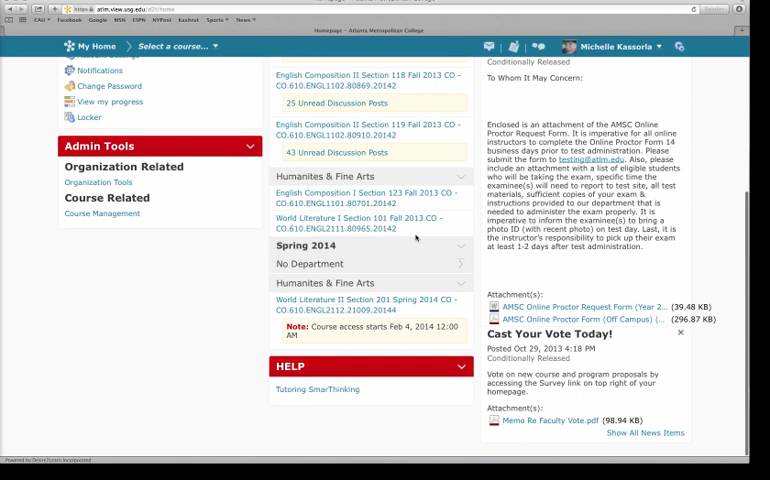 Homepage - Atlanta Metropolitan College
https atlm.view.usg.edu/d2l/home
Reader
CAU Facebook Google MSN ESPN NYPost Kickout Sports News
Homepage - Atlanta Metropolitan College
My Home Select a course... Michelle Kassorla
Notifications
Change Password
View my progress
Locker
Admin Tools
Organization Related
Organization Tools
Course Related
Course Management
English Composition II Section 118 Fall 2013 CO -
CO.610.ENGL1102.80869.20142
25 Unread Discussion Posts
English Composition II Section 119 Fall 2013 CO -
CO.610.ENGL1102.80910.20142
43 Unread Discussion Posts
Humanites & Fine Arts
English Composition I Section 123 Fall 2013 CO -
CO.610.ENGL1101.80701.20142
World Literature I Section 101 Fall 2013 CO -
CO.610.ENGL2111.80965.20142
Spring 2014
No Department
Humanites & Fine Arts
World Literature II Section 201 Spring 2014 CO -
CO.610.ENGL2112.21009.20144
Note: Course access starts Feb 4, 2014 12:00
AM
HELP
Tutoring SmarThinking
Conditionally Released
To Whom It May Concern:
Enclosed is an attachment of the AMSC Online
Proctor Request Form. It is imperative for all online
instructors to complete the Online Proctor Form 14
business days prior to test administration. Please
submit the form to testing@atlm.edu. Also, please
include an attachment with a list of eligible students
who will be taking the exam, specific time the
examinee(s) will need to report to test site, all test
materials, sufficient copies of your exam &
instructions provided to our department that is
needed to administer the exam properly. It is
imperative to inform the examinee(s) to bring a
photo ID (with recent photo) on test day. Last, it is
the instructor's responsibility to pick up their exam
at least 1-2 days after test administration.
Attachment(s):
AMSC Online Proctor Request Form (Year 2... (39.48 KB)
AMSC Online Proctor Form (Off Campus) (... (296.87 KB)
Cast Your Vote Today!
Posted Oct 29, 2013 4:18 PM
Conditionally Released
Vote on new course and program proposals by
accessing the Survey link on top right of your
homepage.
Attachment(s):
Memo Re Faculty Vote.pdf (98.94 KB)
Show All News Items
Powered by Desire2Learn Incorporated